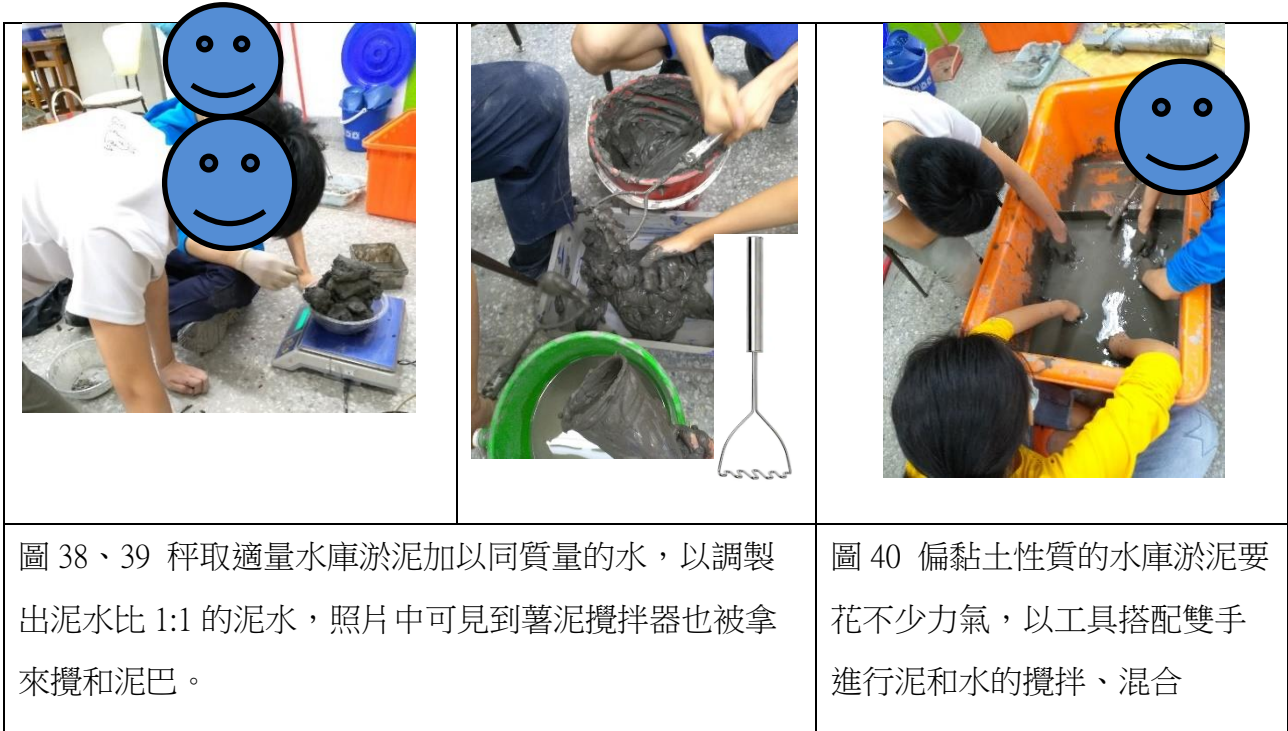 圖 38、39 秤取適量水庫淤泥加以同質量的水，以調製
出泥水比 1:1 的泥水，照片中可見到薯泥攪拌器也被拿
來攪和泥巴。
圖 40 偏黏土性質的水庫淤泥要
花不少力氣，以工具搭配雙手
進行泥和水的攪拌、混合